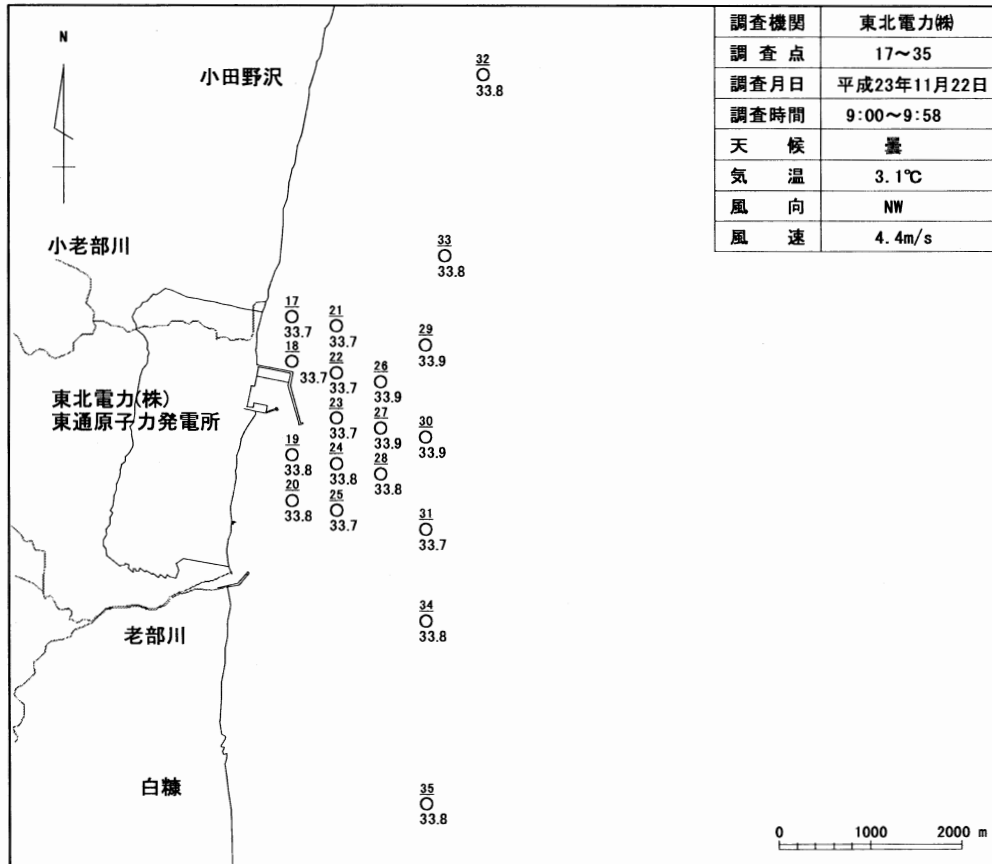 調査機関 東北電力㈱
調査点 17～35
調査月日 平成23年11月22日
調査時間 9:00～9:58
天候 曇
気温 3.1℃
風向 NW
風速 4.4m/s
N
小田野沢
32
33.8
小老部川
33
33.8
17
33.7
21
33.7
18
33.7
22
33.7
29
33.9
26
33.9
東北電力(株)
東通原子力発電所
23
33.7
27
33.9
30
33.9
19
33.8
24
33.8
28
33.8
20
33.8
25
33.7
31
33.7
34
33.8
老部川
白糠
35
33.8
0 1000 2000 m